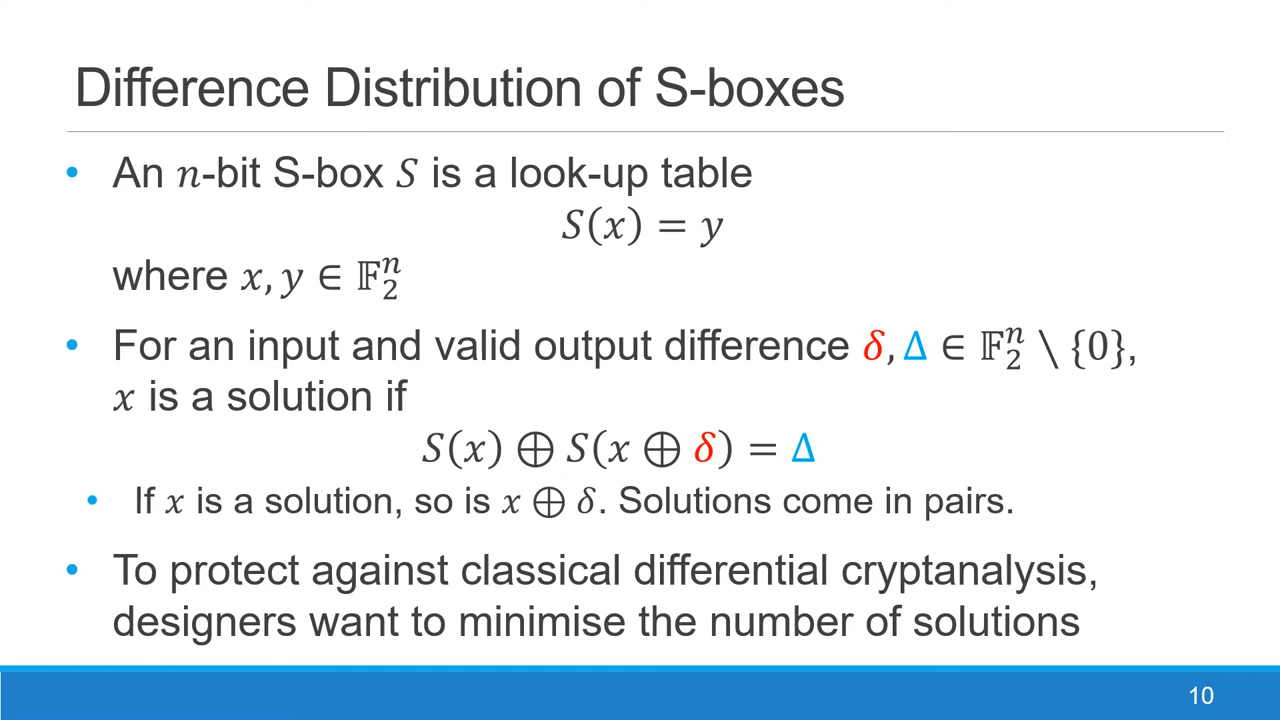 Difference Distribution of S-boxes
• An 𝑛-bit S-box 𝑆 is a look-up table
𝑆(𝑥) = 𝑦
where 𝑥, 𝑦 ∈ 𝔽₂ⁿ
• For an input and valid output difference 𝛿, Δ ∈ 𝔽₂ⁿ ∖ {0},
𝑥 is a solution if
𝑆(𝑥) ⊕ 𝑆(𝑥 ⊕ 𝛿) = Δ
• If 𝑥 is a solution, so is 𝑥 ⊕ 𝛿. Solutions come in pairs.
• To protect against classical differential cryptanalysis,
designers want to minimise the number of solutions
10